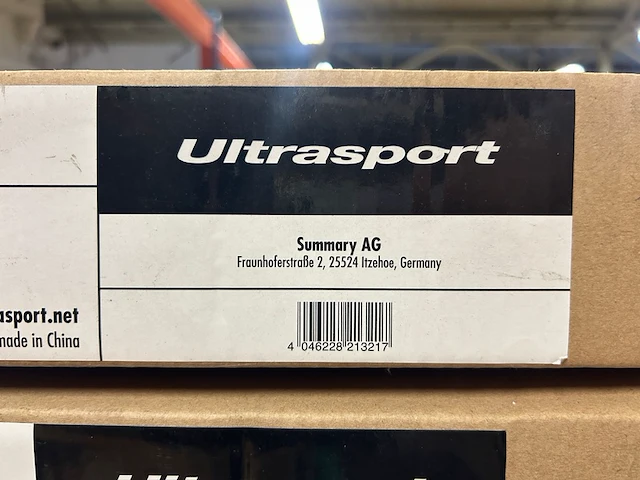 Ultrasport
Summary AG
Fraunhoferstraße 2, 25524 Itzehoe, Germany
asport.net
made in China
4 046228 213217